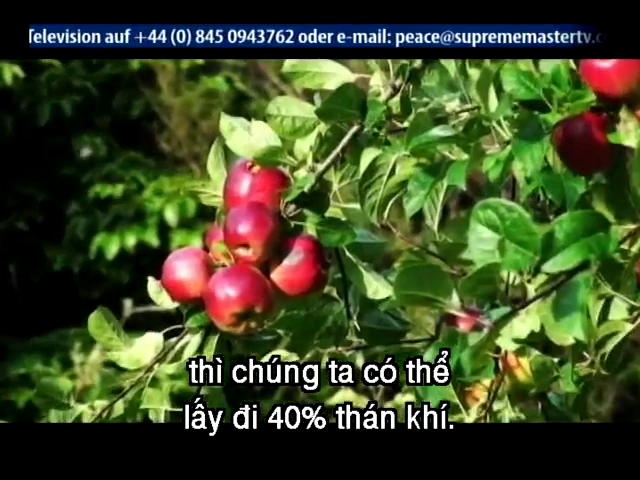 Television auf +44 (0) 845 0943762 oder e-mail: peace@suprememastertv.c
thì chúng ta có thể
lấy đi 40% thán khí.